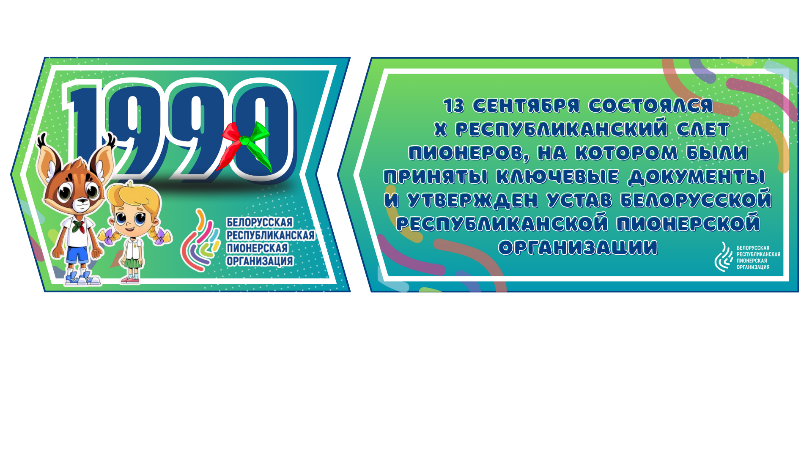 1990
БЕЛОРУССКАЯ
РЕСПУБЛИКАНСКАЯ
ПИОНЕРСКАЯ
ОРГАНИЗАЦИЯ
13 СЕНТЯБРЯ СОСТОЯЛСЯ
X РЕСПУБЛИКАНСКИЙ СЛЕТ
ПИОНЕРОВ, НА КОТОРОМ БЫЛИ
ПРИНЯТЫ КЛЮЧЕВЫЕ ДОКУМЕНТЫ
И УТВЕРЖДЕН УСТАВ БЕЛОРУССКОЙ
РЕСПУБЛИКАНСКОЙ ПИОНЕРСКОЙ
ОРГАНИЗАЦИИ
БЕЛОРУССКАЯ
РЕСПУБЛИКАНСКАЯ
ПИОНЕРСКАЯ
ОРГАНИЗАЦИЯ